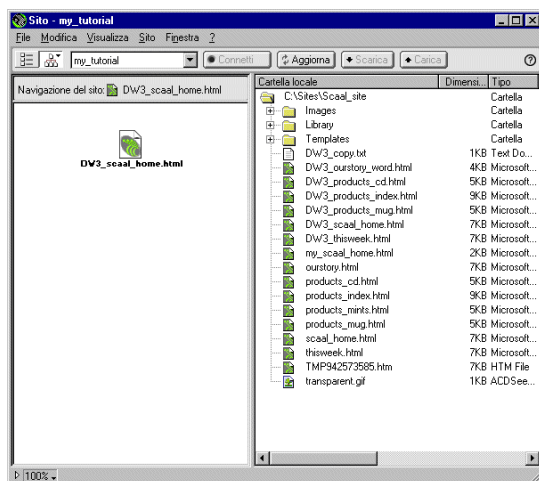 Sito - my_tutorial
File Modifica Visualizza Sito Finestra ?
my_tutorial Connetti Aggiorna Scarica Carica
Navigazione del sito: DW3_scaal_home.html
DW3_scaal_home.html
Cartella locale Dimensi... Tipo
C:\Sites\Scaal_site Cartella
Images Cartella
Library Cartella
Templates Cartella
DW3_copy.txt 1KB Text Do...
DW3_ourstory_word.html 4KB Microsoft...
DW3_products_cd.html 5KB Microsoft...
DW3_products_index.html 9KB Microsoft...
DW3_products_mug.html 5KB Microsoft...
DW3_scaal_home.html 7KB Microsoft...
DW3_thisweek.html 7KB Microsoft...
my_scaal_home.html 2KB Microsoft...
ourstory.html 7KB Microsoft...
products_cd.html 5KB Microsoft...
products_index.html 9KB Microsoft...
products_mints.html 5KB Microsoft...
products_mug.html 5KB Microsoft...
scaal_home.html 7KB Microsoft...
thisweek.html 7KB Microsoft...
TMP942573585.htm 7KB HTM File
transparent.gif 1KB ACDSee...
100%